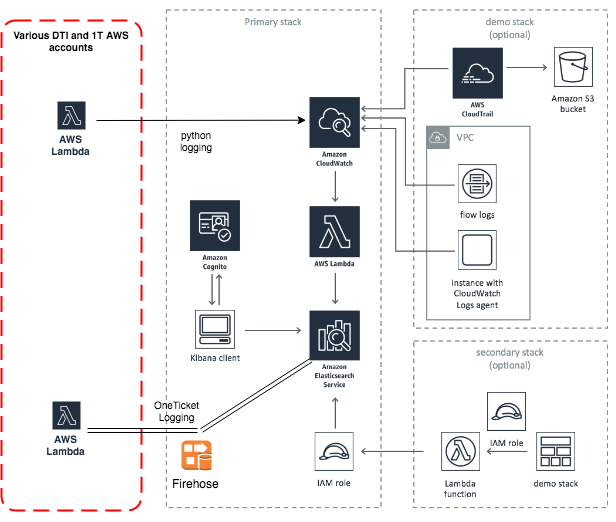 Various DTI and 1T AWS
accounts
AWS
Lambda
python
logging
Primary stack
Amazon
CloudWatch
Amazon
Cognito
AWS Lambda
Kibana client
Amazon
Elasticsearch
Service
OneTicket
Logging
AWS
Lambda
Firehose
IAM role
demo stack
(optional)
AWS
CloudTrail
Amazon S3
bucket
VPC
flow logs
Instance with
CloudWatch
Logs agent
secondary stack
(optional)
IAM role
Lambda
function
demo stack